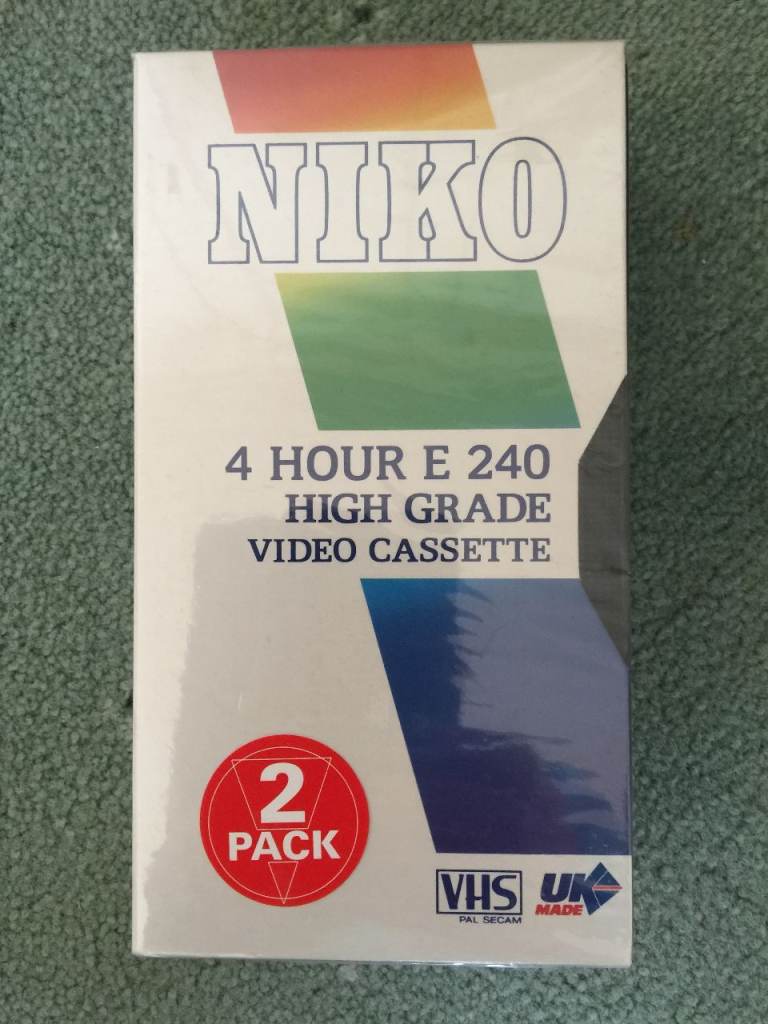 NIKO
4 HOUR E 240
HIGH GRADE
VIDEO CASSETTE
2
PACK
VHS
PAL SECAM
UK
MADE